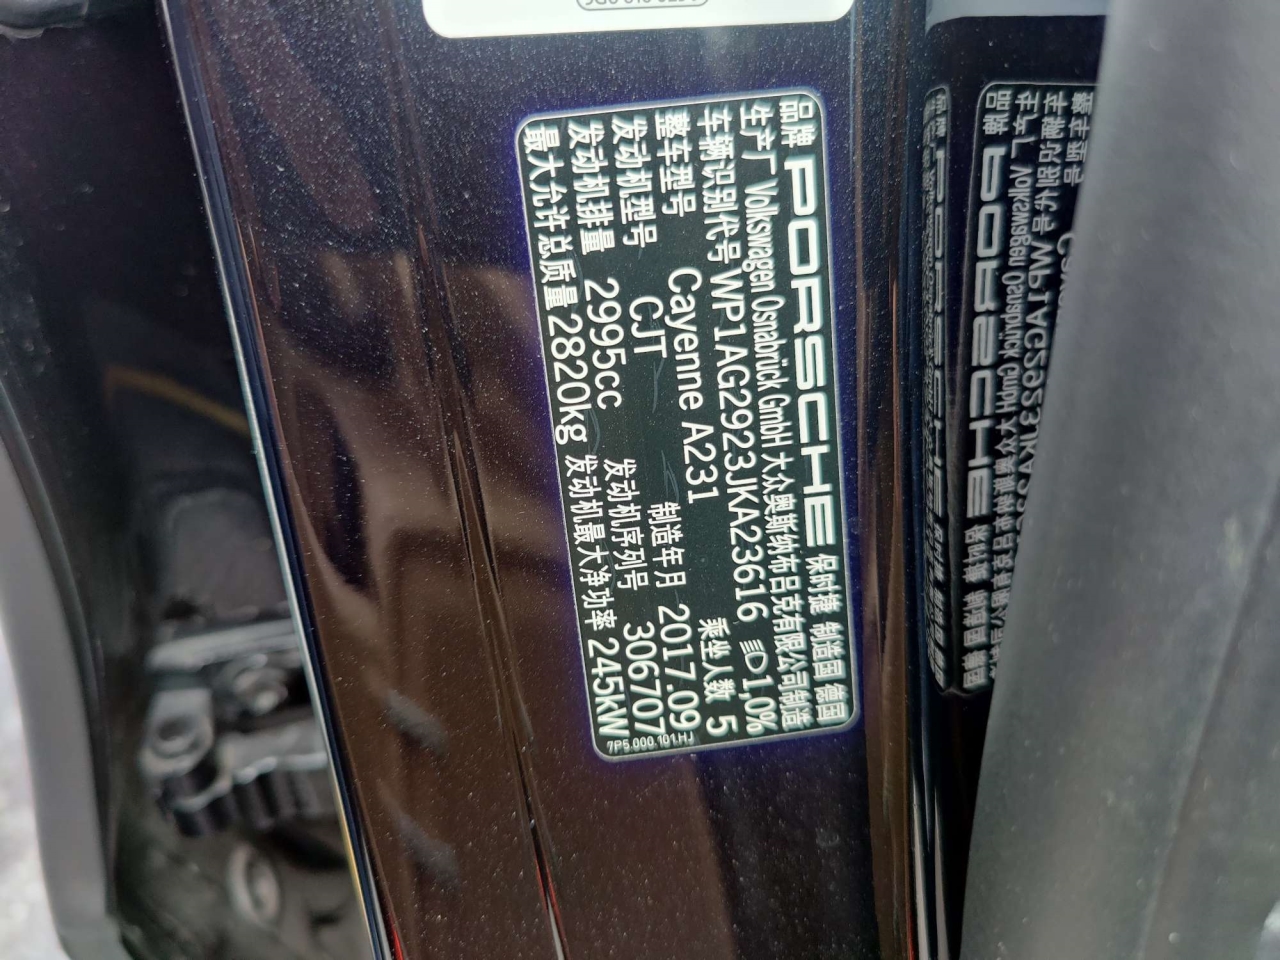 品牌 PORSCHE 保时捷 制造国 德国
生产厂 Volkswagen Osnabrück GmbH 大众奥斯纳布吕克有限公司制造
车辆识别代号 WP1AG2923JKA23616 1,0%
整车型号 Cayenne A231 乘坐人数 5
发动机型号 CJT 制造年月 2017.09
发动机排量 2995cc 发动机序列号 306707
最大允许总质量 2820kg 发动机最大净功率 245kW
7P5.000.101.HJ